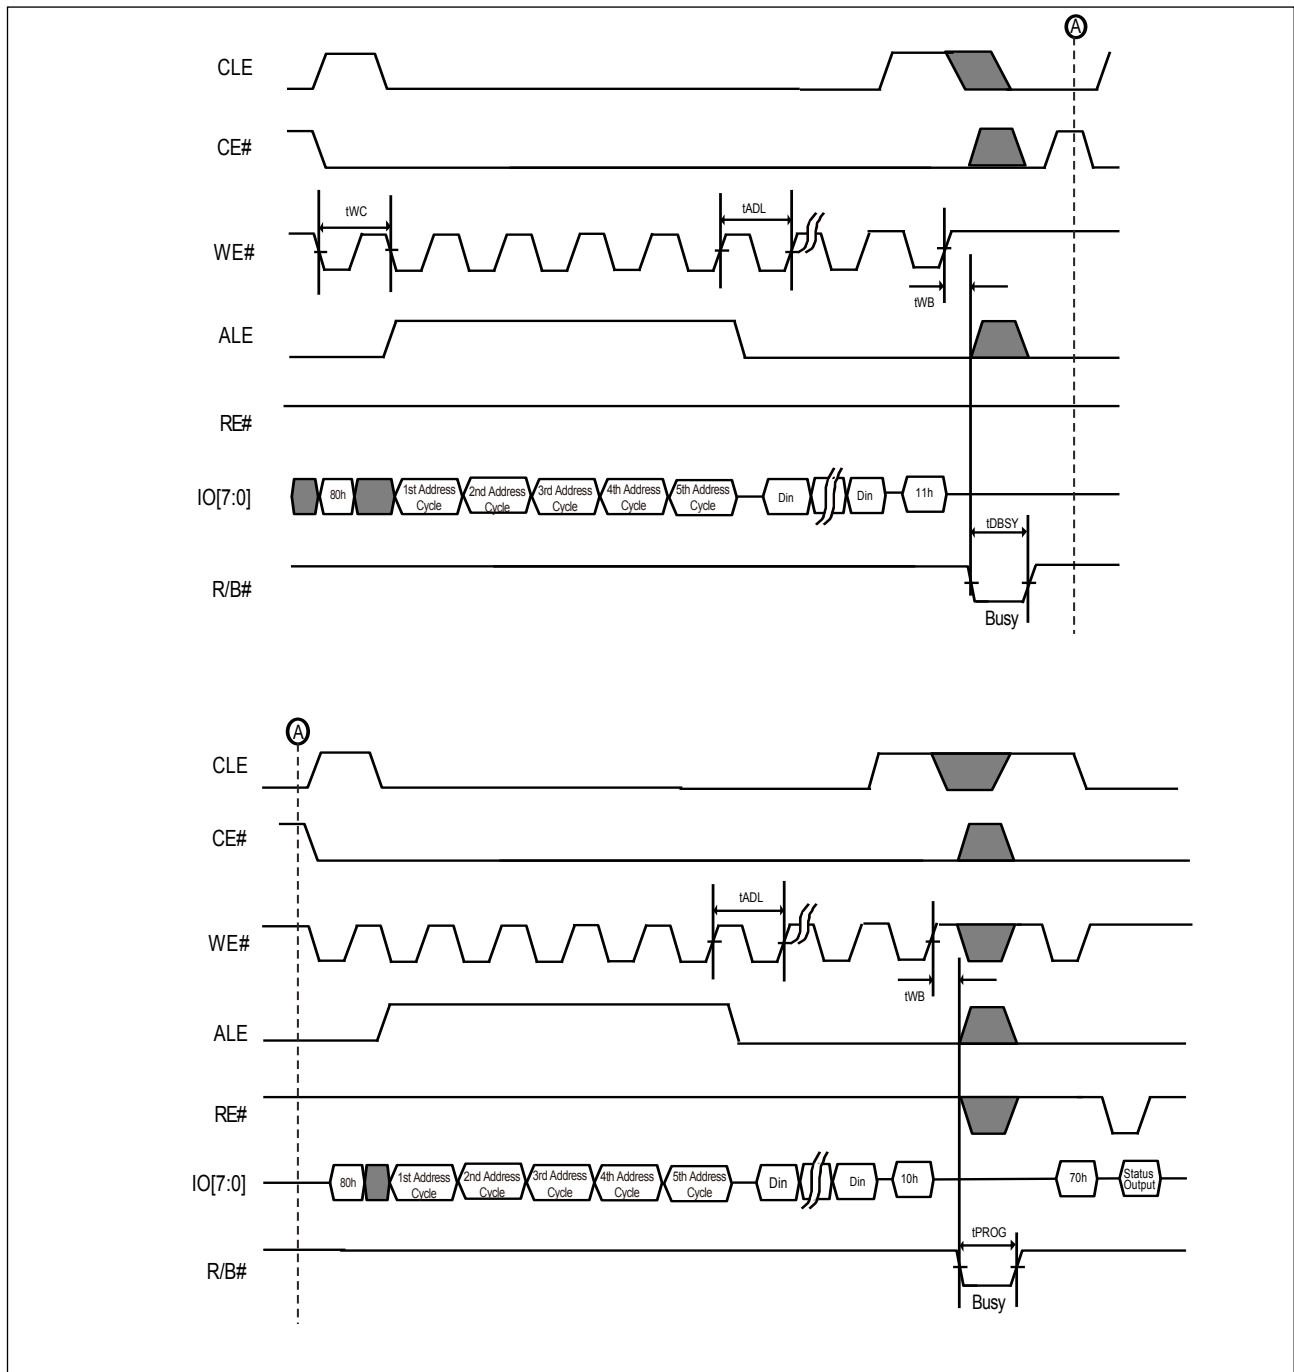 A
CLE
CE#
tWC
tADL
WE#
tWB
ALE
RE#
IO[7:0]
80h
1st Address
Cycle
2nd Address
Cycle
3rd Address
Cycle
4th Address
Cycle
5th Address
Cycle
Din
Din
11h
tDBSY
R/B#
Busy
A
CLE
CE#
tADL
WE#
tWB
ALE
RE#
IO[7:0]
80h
1st Address
Cycle
2nd Address
Cycle
3rd Address
Cycle
4th Address
Cycle
5th Address
Cycle
Din
Din
10h
70h
Status
Output
tPROG
R/B#
Busy